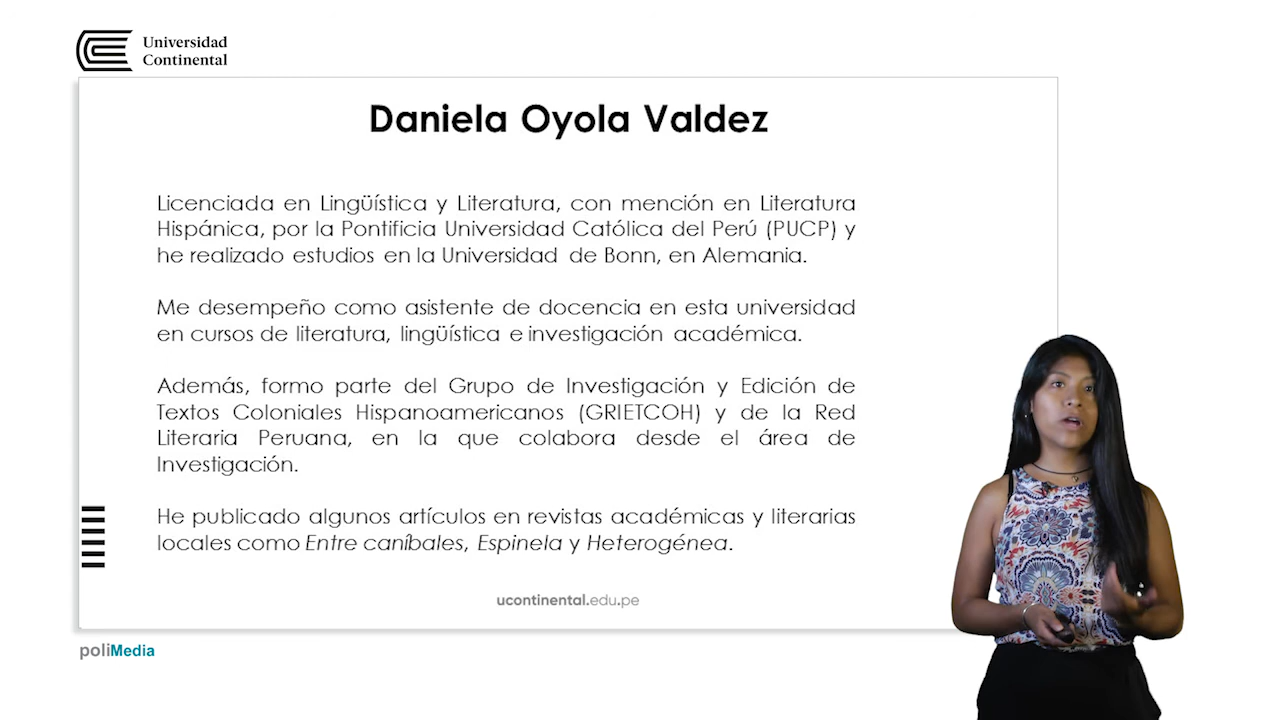 Universidad
Continental
Daniela Oyola Valdez
Licenciada en Lingüística y Literatura, con mención en Literatura
Hispánica, por la Pontificia Universidad Católica del Perú (PUCP) y
he realizado estudios en la Universidad de Bonn, en Alemania.
Me desempeño como asistente de docencia en esta universidad
en cursos de literatura, lingüística e investigación académica.
Además, formo parte del Grupo de Investigación y Edición de
Textos Coloniales Hispanoamericanos (GRIETCOH) y de la Red
Literaria Peruana, en la que colabora desde el área de
Investigación.
He publicado algunos artículos en revistas académicas y literarias
locales como Entre caníbales, Espinela y Heterogénea.
ucontinental.edu.pe
poliMedia